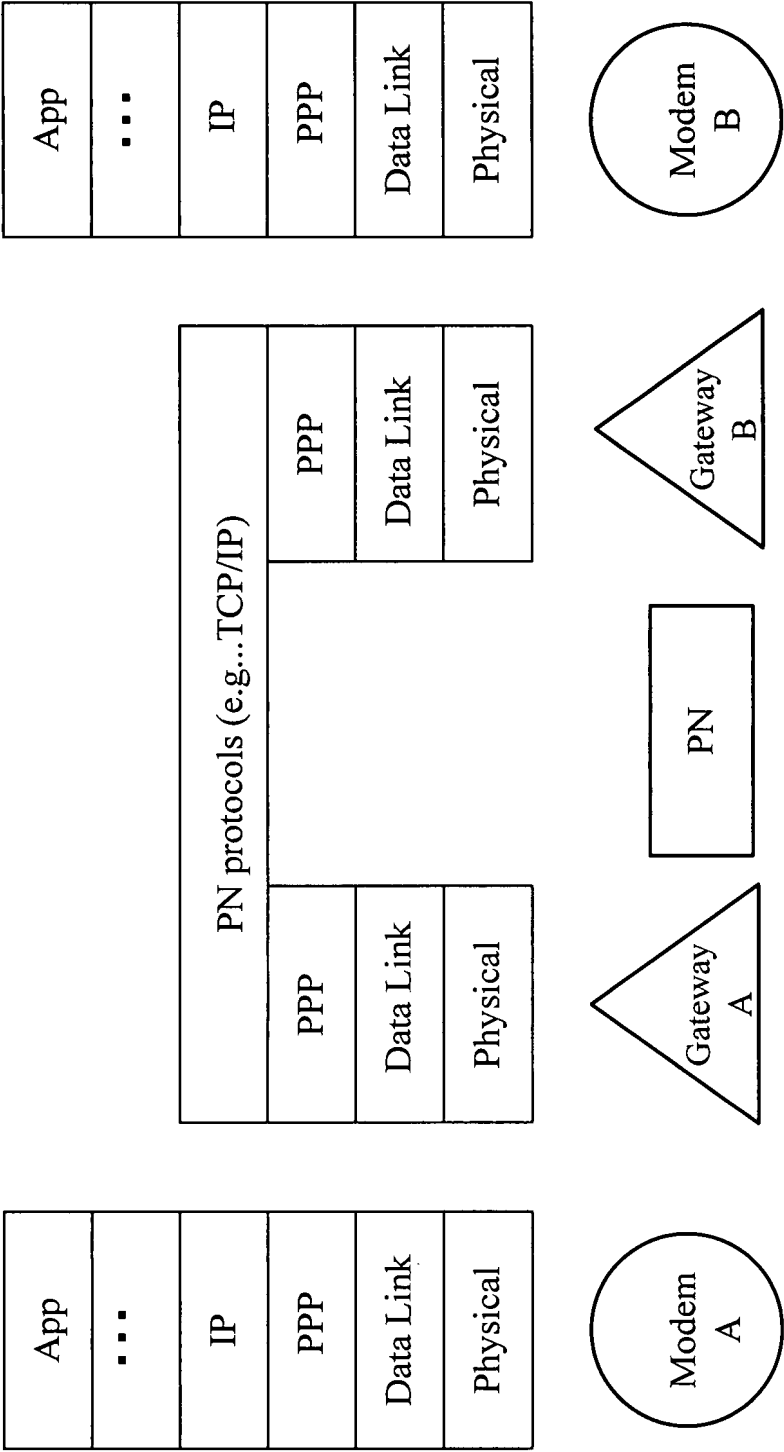 App
...
IP
PPP
Data Link
Physical
Modem
A
PN protocols (e.g...TCP/IP)
PPP
Data Link
Physical
Gateway
A
PN
PPP
Data Link
Physical
Gateway
B
App
...
IP
PPP
Data Link
Physical
Modem
B